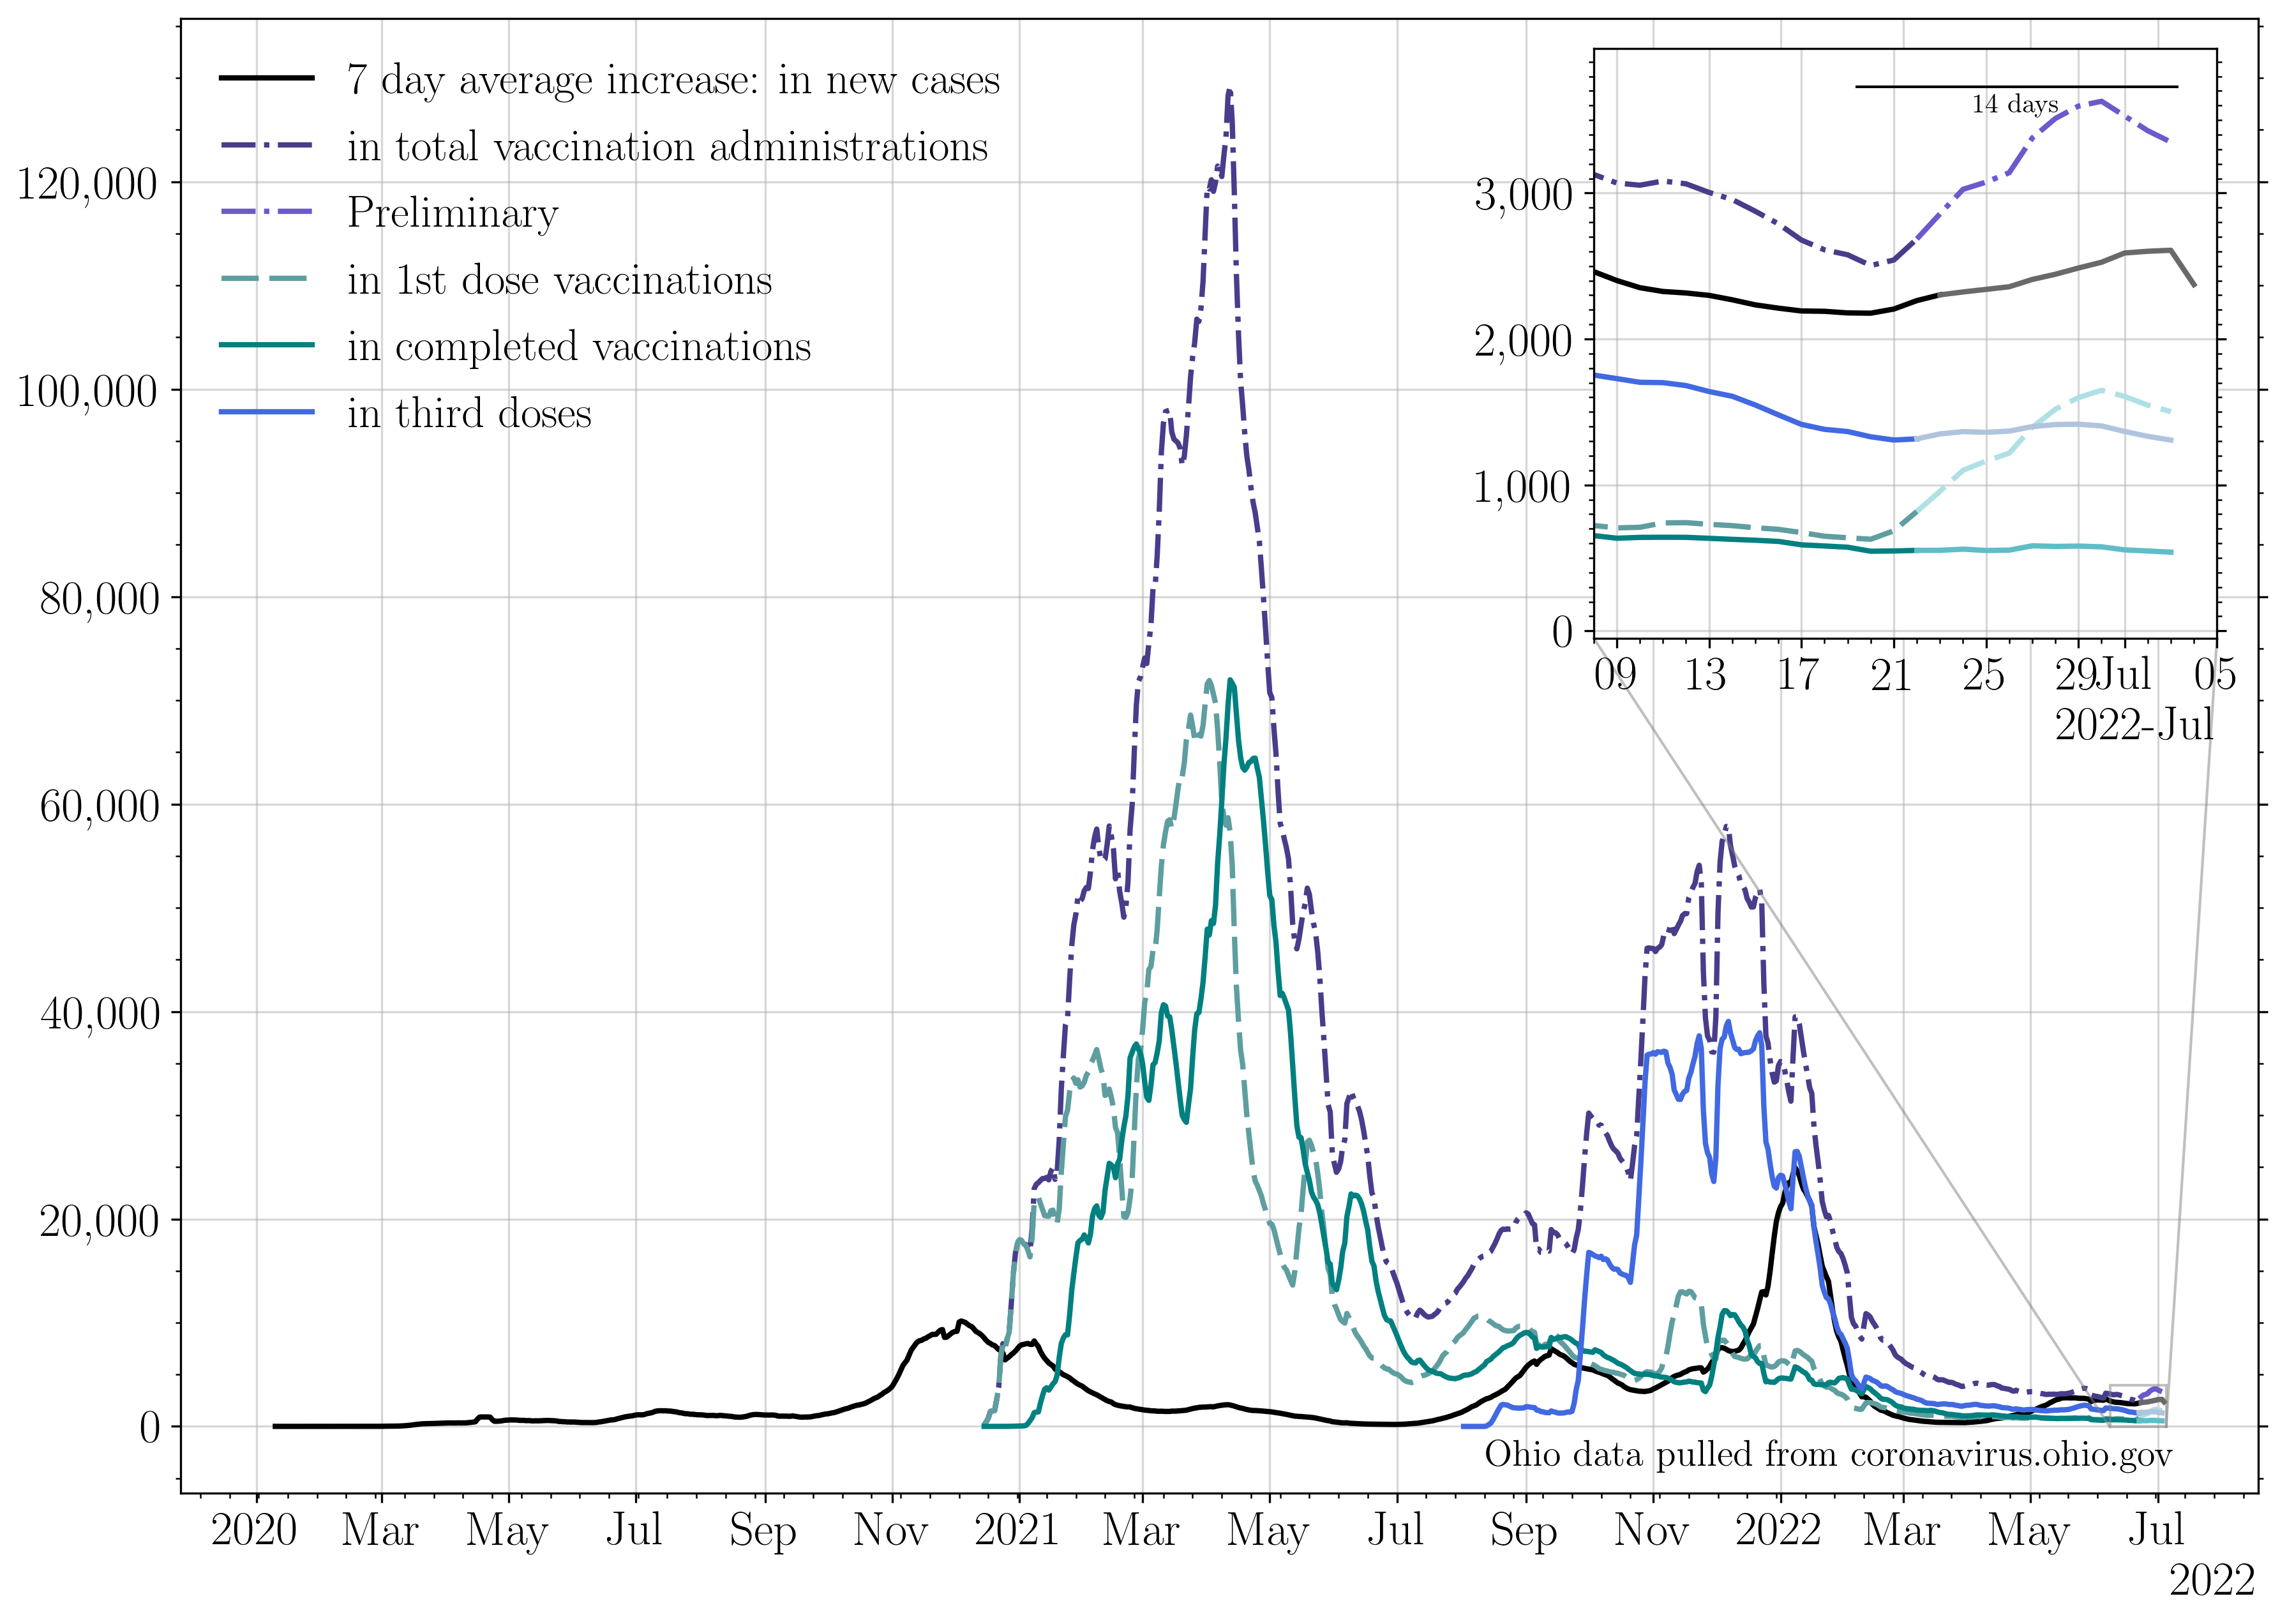 7 day average increase: in new cases
in total vaccination administrations
Preliminary
in 1st dose vaccinations
in completed vaccinations
in third doses
120,000
100,000
80,000
60,000
40,000
20,000
0
14 days
3,000
2,000
1,000
0
09 13 17 21 25 29 Jul 05
2022-Jul
Ohio data pulled from coronavirus.ohio.gov
2020 Mar May Jul Sep Nov 2021 Mar May Jul Sep Nov 2022 Mar May Jul
2022